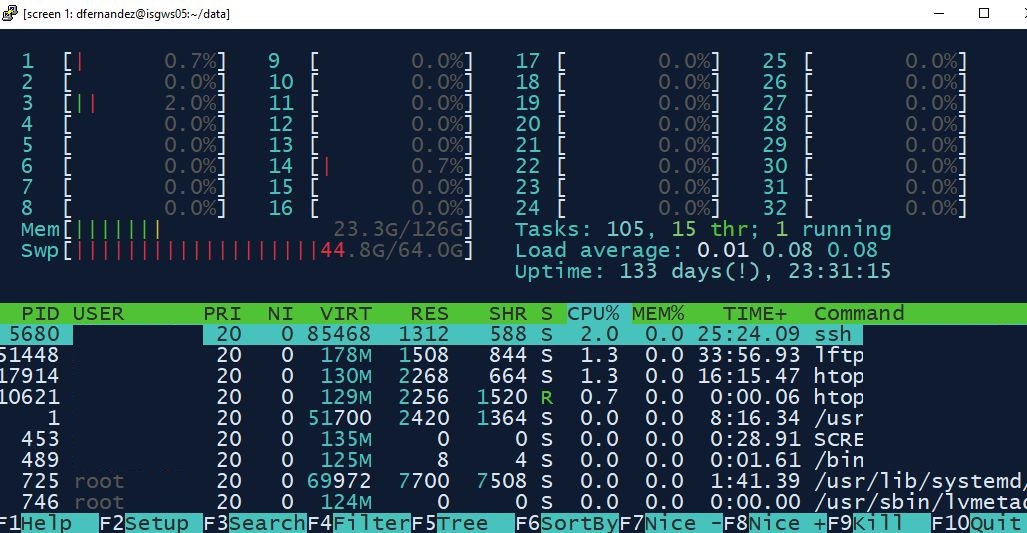 [screen 1: dfernandez@isgws05:~/data]
1 [| 0.7%] 9 [ 0.0%] 17 [ 0.0%] 25 [ 0.0%]
2 [ 0.0%] 10 [ 0.0%] 18 [ 0.0%] 26 [ 0.0%]
3 [|| 2.0%] 11 [ 0.0%] 19 [ 0.0%] 27 [ 0.0%]
4 [ 0.0%] 12 [ 0.0%] 20 [ 0.0%] 28 [ 0.0%]
5 [ 0.0%] 13 [ 0.0%] 21 [ 0.0%] 29 [ 0.0%]
6 [ 0.0%] 14 [| 0.7%] 22 [ 0.0%] 30 [ 0.0%]
7 [ 0.0%] 15 [ 0.0%] 23 [ 0.0%] 31 [ 0.0%]
8 [ 0.0%] 16 [ 0.0%] 24 [ 0.0%] 32 [ 0.0%]
Mem[||||||| 23.3G/126G] Tasks: 105, 15 thr; 1 running
Swp[|||||||||||||||||||44.8G/64.0G] Load average: 0.01 0.08 0.08
Uptime: 133 days(!), 23:31:15
PID USER PRI NI VIRT RES SHR S CPU% MEM% TIME+ Command
5680 20 0 85468 1312 588 S 2.0 0.0 25:24.09 ssh
51448 20 0 178M 1508 844 S 1.3 0.0 33:56.93 lftp
17914 20 0 130M 2268 664 S 1.3 0.0 16:15.47 htop
10621 20 0 129M 2256 1520 R 0.7 0.0 0:00.06 htop
1 20 0 51700 2420 1364 S 0.0 0.0 8:16.34 /usr
453 20 0 135M 0 0 S 0.0 0.0 0:28.91 SCRE
489 20 0 125M 8 4 S 0.0 0.0 0:01.61 /bin
725 root 20 0 69972 7700 7508 S 0.0 0.0 1:41.39 /usr/lib/systemd/
746 root 20 0 124M 0 0 S 0.0 0.0 0:00.00 /usr/sbin/lvmetad
F1Help F2Setup F3SearchF4FilterF5Tree F6SortByF7Nice -F8Nice +F9Kill F10Quit